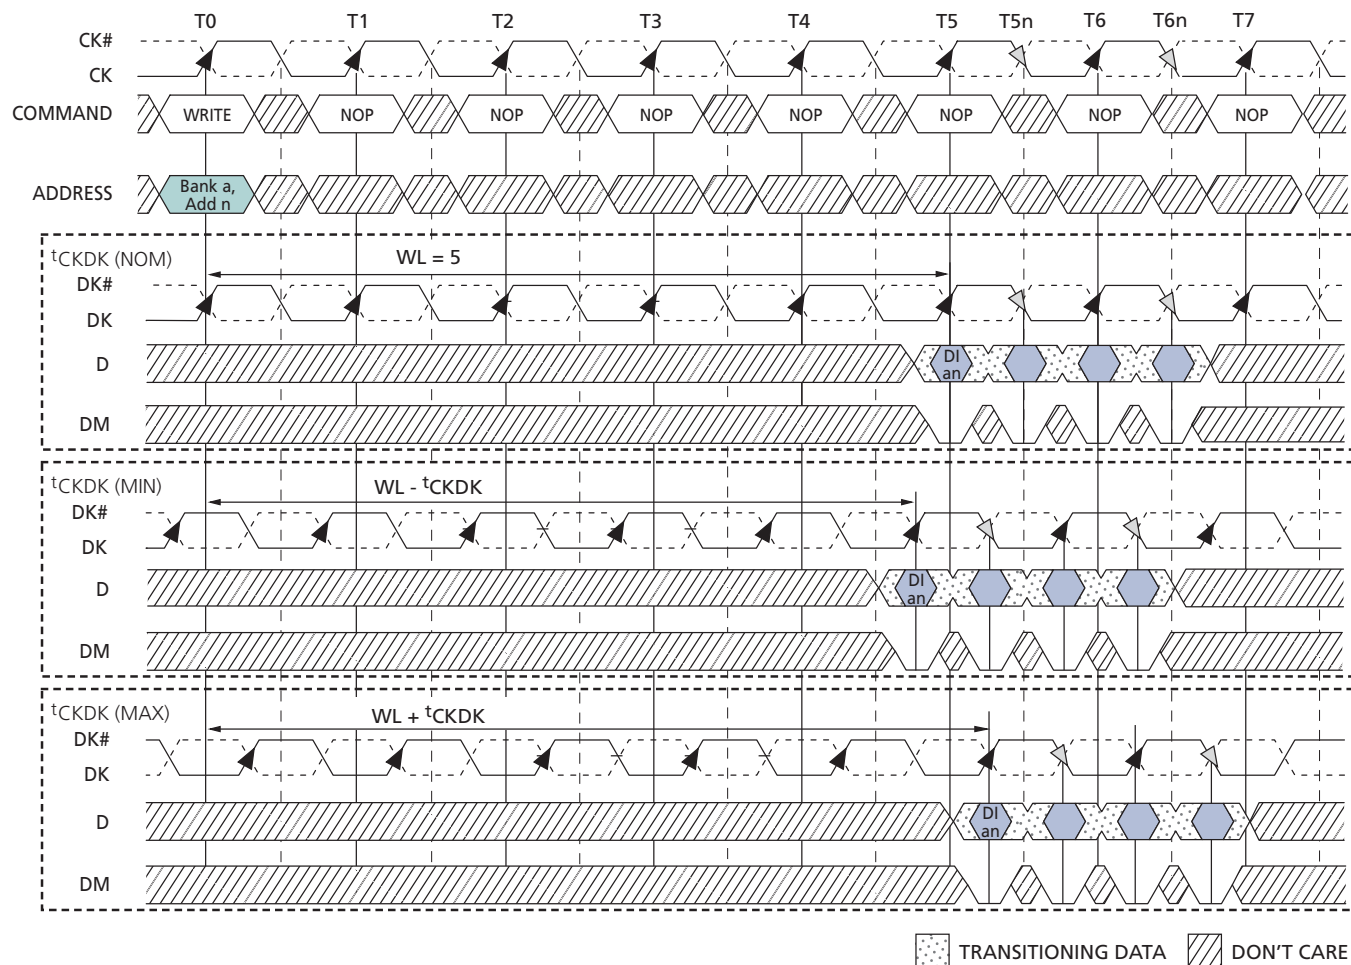 T0 T1 T2 T3 T4 T5 T5n T6 T6n T7
CK#
CK
COMMAND WRITE NOP NOP NOP NOP NOP NOP NOP
ADDRESS Bank a,
Add n
tCKDK (NOM) WL = 5
DK#
DK
D DI
an
DM
tCKDK (MIN) WL - tCKDK
DK#
DK
D DI
an
DM
tCKDK (MAX) WL + tCKDK
DK#
DK
D DI
an
DM
TRANSITIONING DATA DON'T CARE